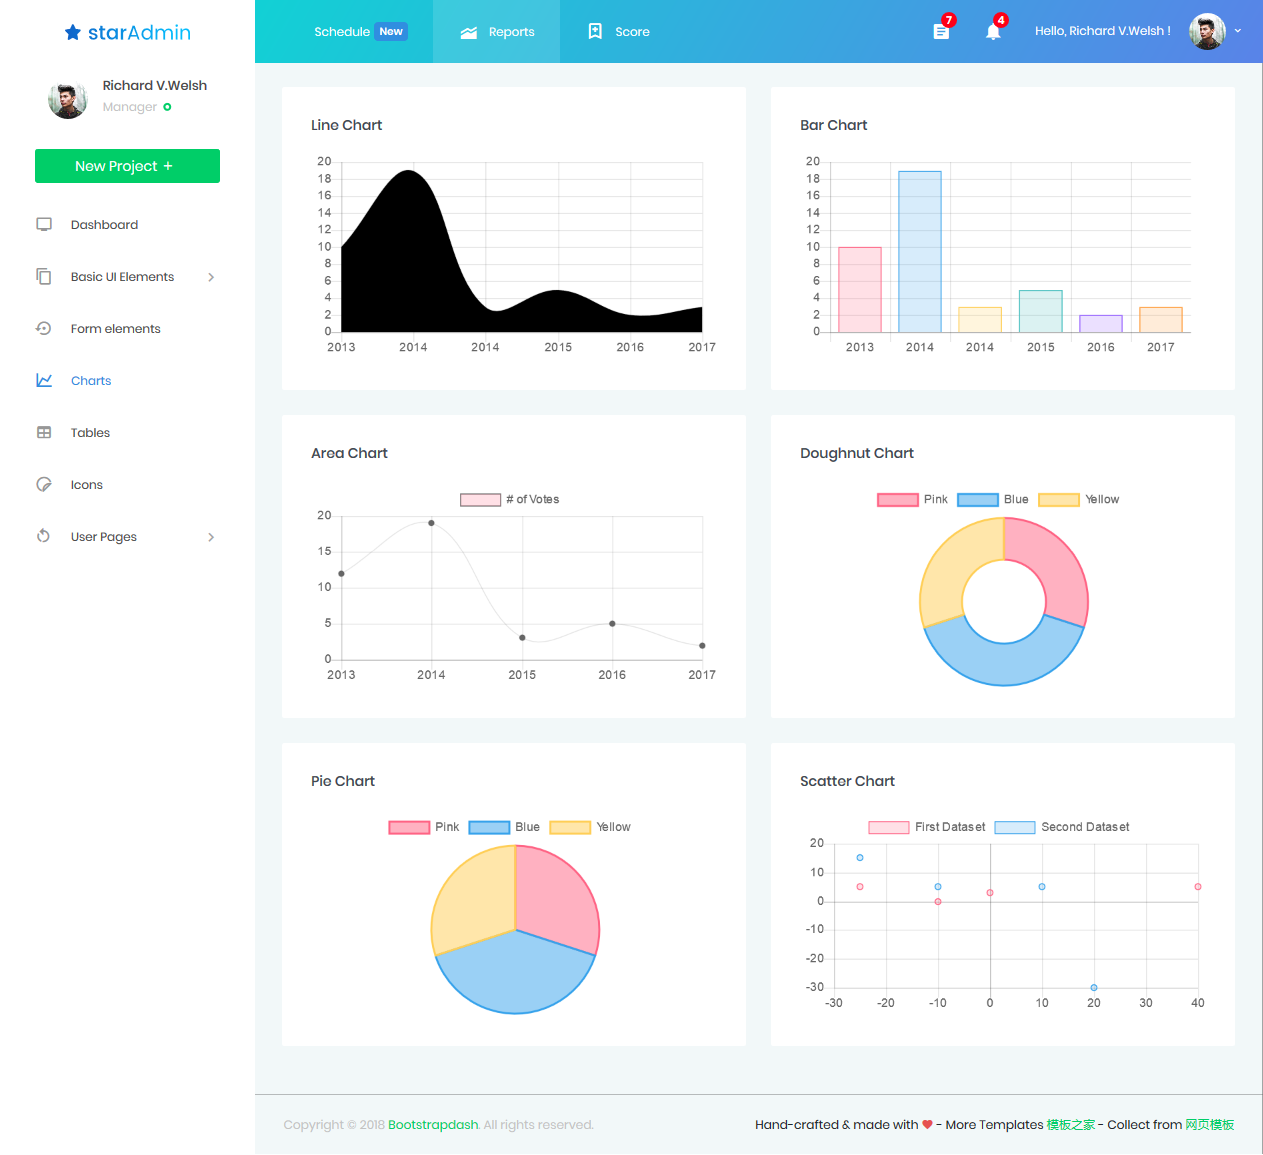 starAdmin
Richard V.Welsh
Manager
New Project +
Dashboard
Basic UI Elements
Form elements
Charts
Tables
Icons
User Pages
Schedule New
Reports
Score
7
4
Hello, Richard V.Welsh !
Line Chart
20
18
16
14
12
10
8
6
4
2
0
2013 2014 2014 2015 2016 2017
Bar Chart
20
18
16
14
12
10
8
6
4
2
0
2013 2014 2014 2015 2016 2017
Area Chart
# of Votes
20
15
10
5
0
2013 2014 2015 2016 2017
Doughnut Chart
Pink Blue Yellow
Pie Chart
Pink Blue Yellow
Scatter Chart
First Dataset Second Dataset
20
10
0
-10
-20
-30
-30 -20 -10 0 10 20 30 40
Copyright © 2018 Bootstrapdash. All rights reserved.
Hand-crafted & made with ♥ - More Templates 模板之家 - Collect from 网页模板